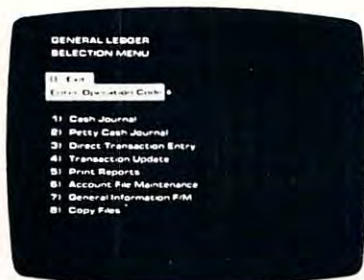 GENERAL LEDGER
SELECTION MENU
0) Exit
Enter Operation Code
1) Cash Journal
2) Petty Cash Journal
3) Direct Transaction Entry
4) Transaction Update
5) Print Reports
6) Account File Maintenance
7) General Information F/M
8) Copy Files